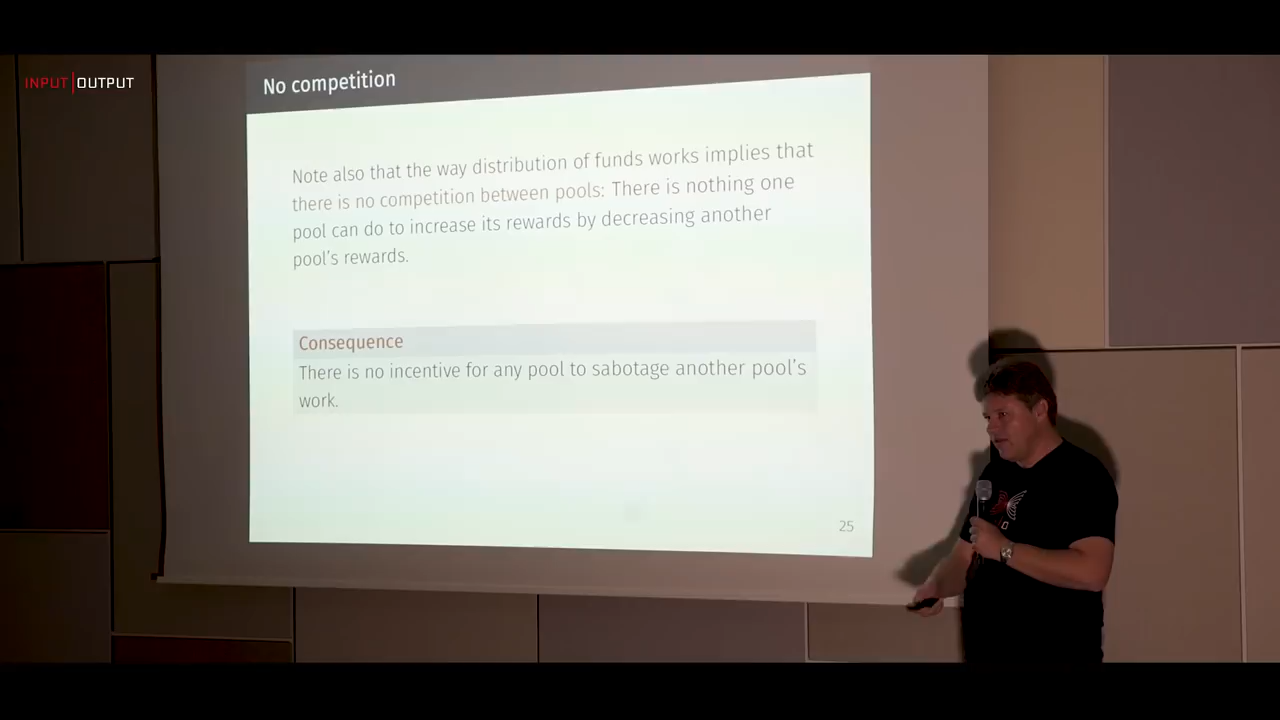 INPUT|OUTPUT
No competition
Note also that the way distribution of funds works implies that
there is no competition between pools: There is nothing one
pool can do to increase its rewards by decreasing another
pool's rewards.
Consequence
There is no incentive for any pool to sabotage another pool's
work.
25